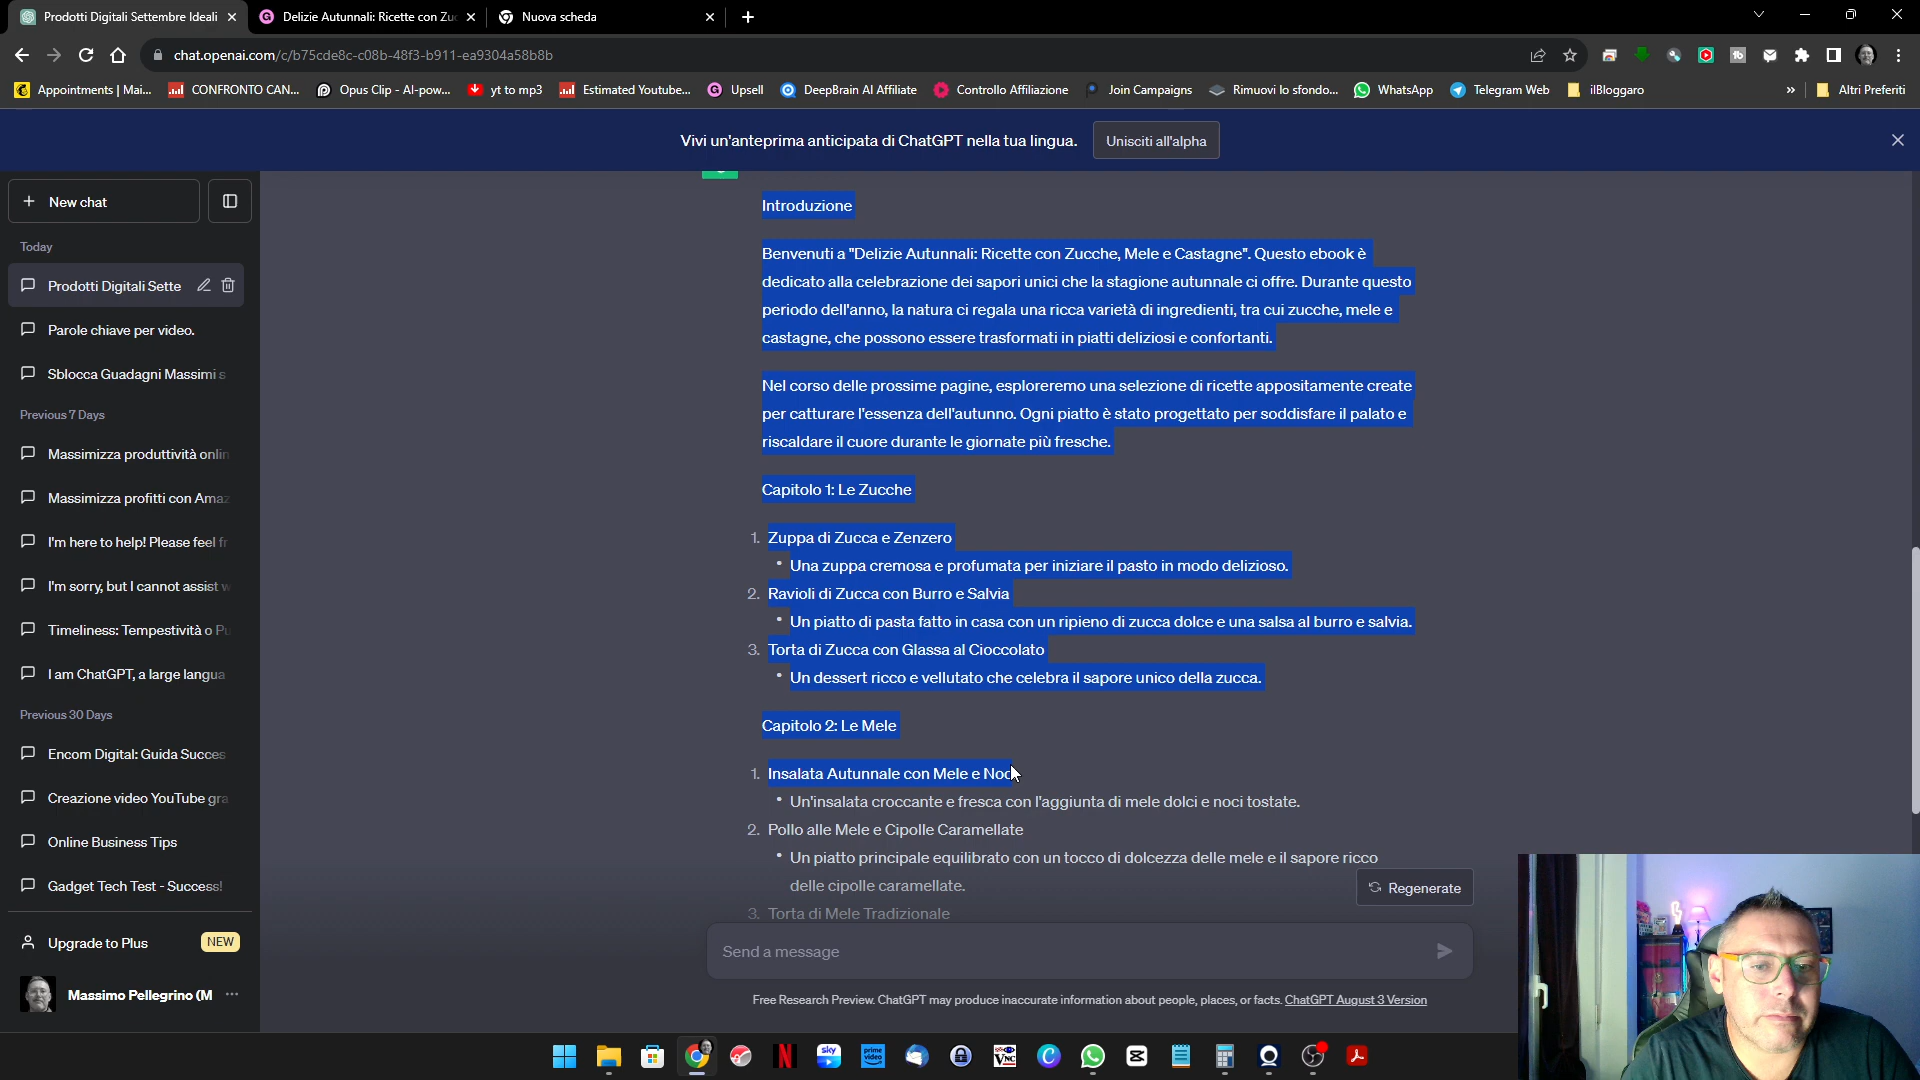 Prodotti Digitali Settembre Ideali
Delizie Autunnali: Ricette con Zuc
Nuova scheda
chat.openai.com/c/b75cde8c-c08b-48f3-b911-ea9304a58b8b
Appointments | Mai...
CONFRONTO CAN...
Opus Clip - AI-pow...
yt to mp3
Estimated Youtube...
Upsell
DeepBrain AI Affiliate
Controllo Affiliazione
Join Campaigns
Rimuovi lo sfondo...
WhatsApp
Telegram Web
ilBloggaro
»
Altri Preferiti
Vivi un'anteprima anticipata di ChatGPT nella tua lingua.
Unisciti all'alpha
New chat
Today
Prodotti Digitali Sette
Parole chiave per video.
Sblocca Guadagni Massimi s
Previous 7 Days
Massimizza produttività onlin
Massimizza profitti con Amaz
I'm here to help! Please feel fr
I'm sorry, but I cannot assist w
Timeliness: Tempestività o Pu
I am ChatGPT, a large langua
Previous 30 Days
Encom Digital: Guida Succes
Creazione video YouTube gra
Online Business Tips
Gadget Tech Test - Success!
Upgrade to Plus
NEW
Massimo Pellegrino (M
Introduzione
Benvenuti a "Delizie Autunnali: Ricette con Zucche, Mele e Castagne". Questo ebook è
dedicato alla celebrazione dei sapori unici che la stagione autunnale ci offre. Durante questo
periodo dell'anno, la natura ci regala una ricca varietà di ingredienti, tra cui zucche, mele e
castagne, che possono essere trasformati in piatti deliziosi e confortanti.
Nel corso delle prossime pagine, esploreremo una selezione di ricette appositamente create
per catturare l'essenza dell'autunno. Ogni piatto è stato progettato per soddisfare il palato e
riscaldare il cuore durante le giornate più fresche.
Capitolo 1: Le Zucche
1. Zuppa di Zucca e Zenzero
• Una zuppa cremosa e profumata per iniziare il pasto in modo delizioso.
2. Ravioli di Zucca con Burro e Salvia
• Un piatto di pasta fatto in casa con un ripieno di zucca dolce e una salsa al burro e salvia.
3. Torta di Zucca con Glassa al Cioccolato
• Un dessert ricco e vellutato che celebra il sapore unico della zucca.
Capitolo 2: Le Mele
1. Insalata Autunnale con Mele e Noc
• Un'insalata croccante e fresca con l'aggiunta di mele dolci e noci tostate.
2. Pollo alle Mele e Cipolle Caramellate
• Un piatto principale equilibrato con un tocco di dolcezza delle mele e il sapore ricco
delle cipolle caramellate.
3. Torta di Mele Tradizionale
Regenerate
Send a message
Free Research Preview. ChatGPT may produce inaccurate information about people, places, or facts. ChatGPT August 3 Version
sky
prime video